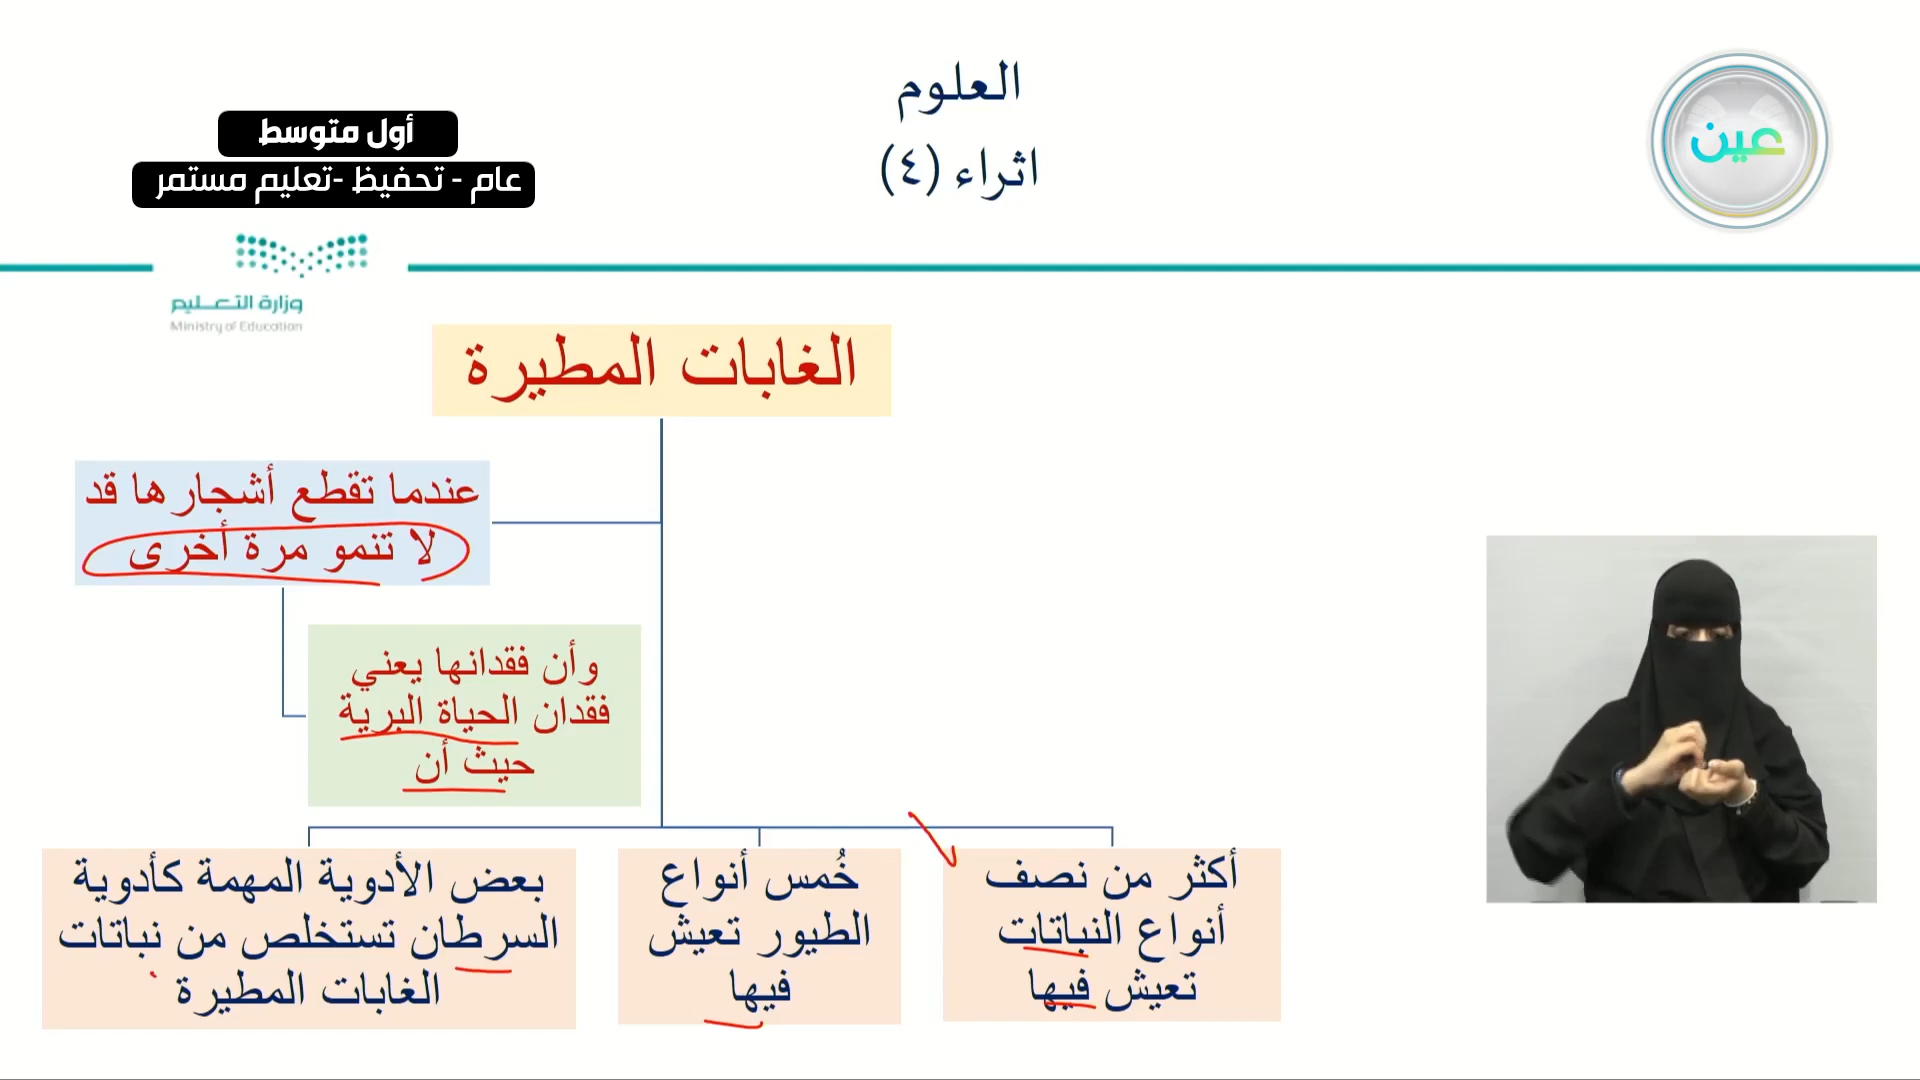 العلوم
اثراء (٤)
عين
أول متوسط
عام - تحفيظ -تعليم مستمر
وزارة التعليم
Ministry of Education
الغابات المطيرة
عندما تقطع أشجارها قد
لا تنمو مرة أخرى
وأن فقدانها يعني
فقدان الحياة البرية
حيث أن
أكثر من نصف
أنواع النباتات
تعيش فيها
خُمس أنواع
الطيور تعيش
فيها
بعض الأدوية المهمة كأدوية
السرطان تستخلص من نباتات
الغابات المطيرة